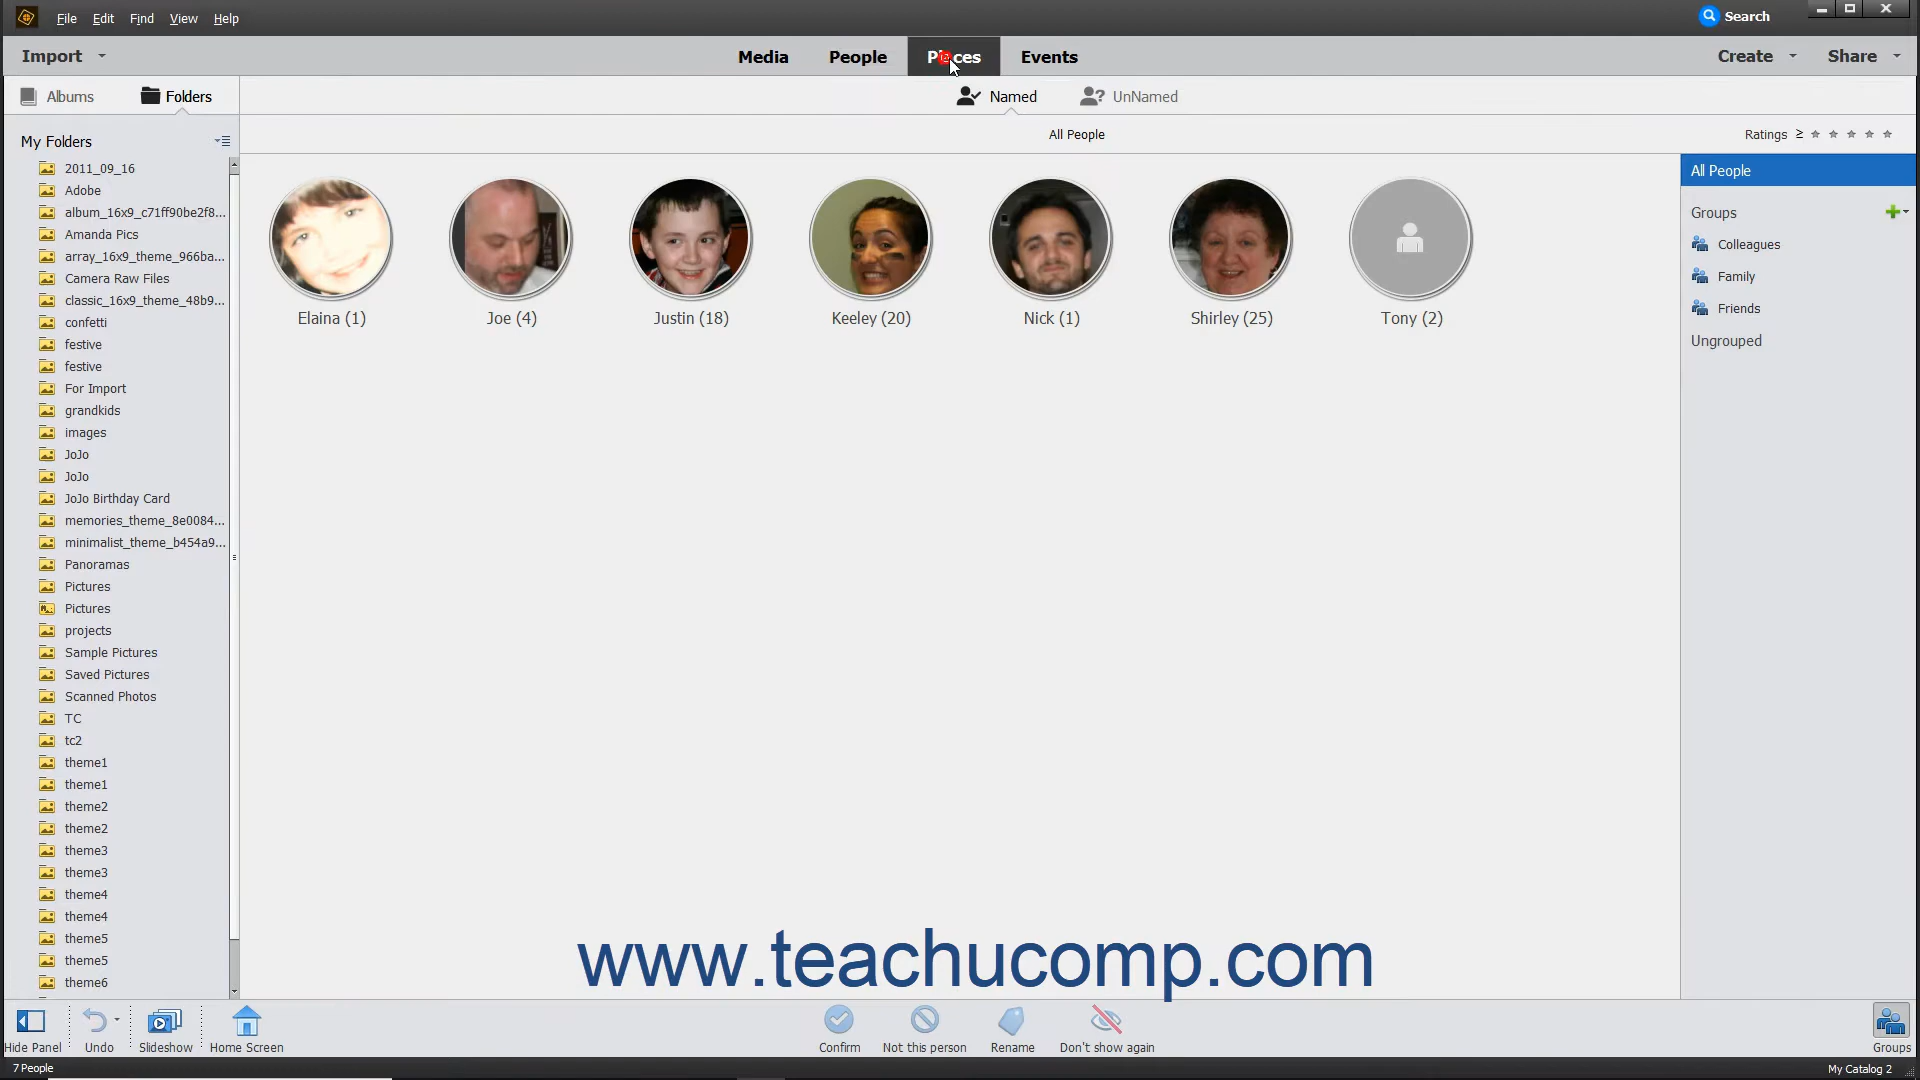 File Edit Find View Help Search
Import Media People Places Events Create Share
Albums Folders Named UnNamed
All People Ratings ≥
My Folders
2011_09_16
Adobe
album_16x9_c71ff90be2f8...
Amanda Pics
array_16x9_theme_966ba...
Camera Raw Files
classic_16x9_theme_48b9...
confetti
festive
festive
For Import
grandkids
images
JoJo
JoJo
JoJo Birthday Card
memories_theme_8e0084...
minimalist_theme_b454a9...
Panoramas
Pictures
Pictures
projects
Sample Pictures
Saved Pictures
Scanned Photos
TC
tc2
theme1
theme1
theme2
theme2
theme3
theme3
theme4
theme4
theme5
theme5
theme6
Elaina (1) Joe (4) Justin (18) Keeley (20) Nick (1) Shirley (25) Tony (2)
All People
Groups
Colleagues
Family
Friends
Ungrouped
www.teachucomp.com
Hide Panel Undo Slideshow Home Screen Confirm Not this person Rename Don't show again Groups
7 People My Catalog 2